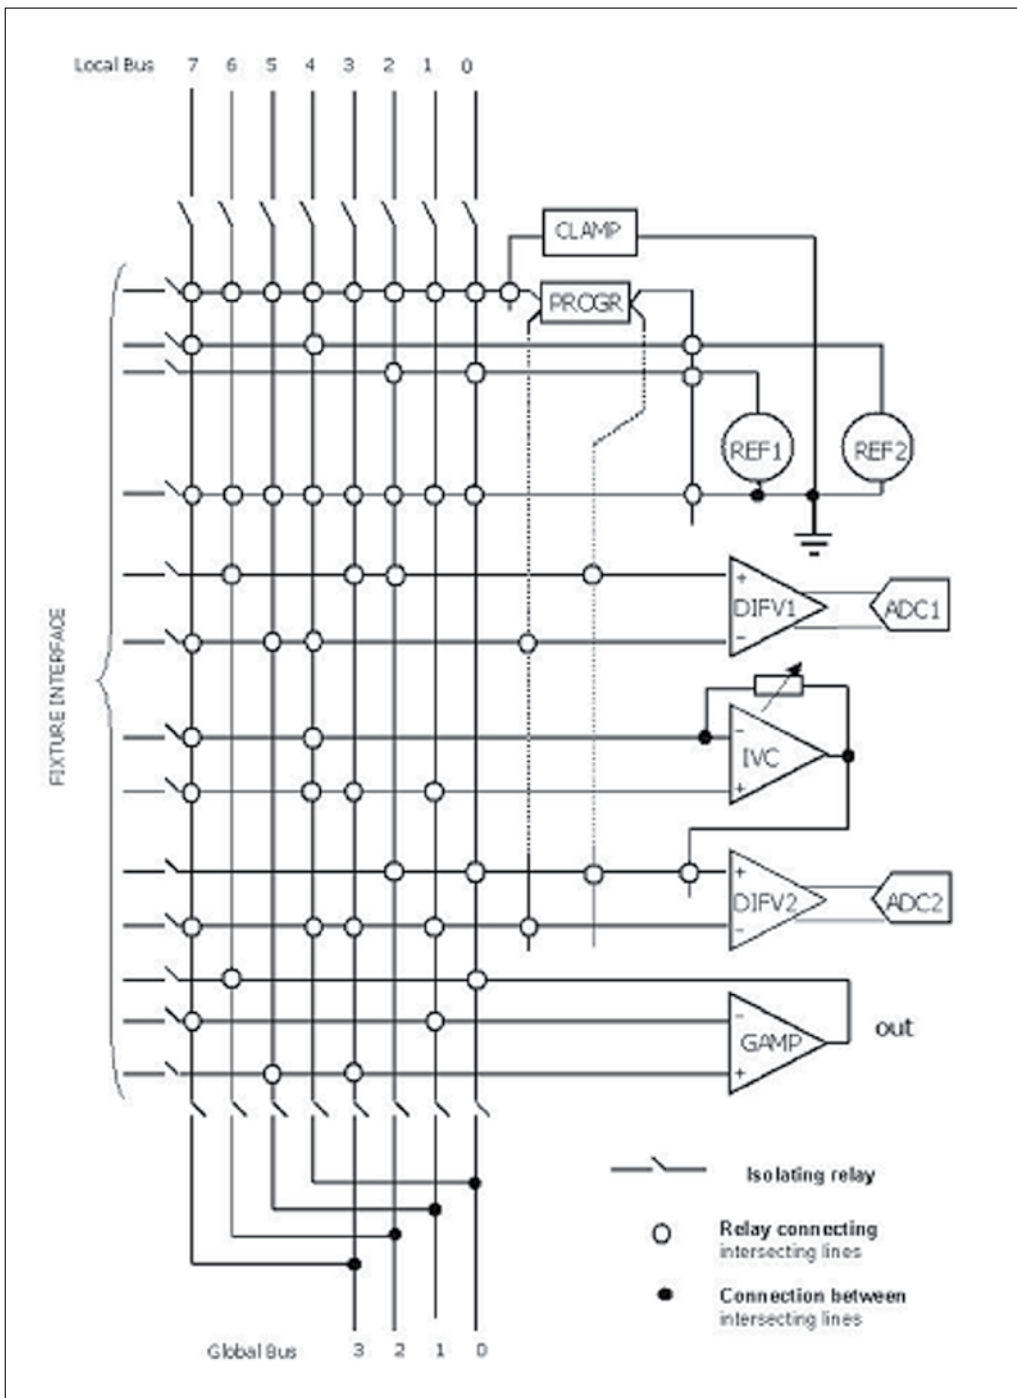 Local Bus 7 6 5 4 3 2 1 0
CLAMP
PROGR
REF1 REF2
+
DIFV1 ADC1
-
FIXTURE INTERFACE
-
IVC
+
+
DIFV2 ADC2
-
-
out
GAMP
+
Isolating relay
Relay connecting
intersecting lines
Connection between
intersecting lines
Global Bus 3 2 1 0